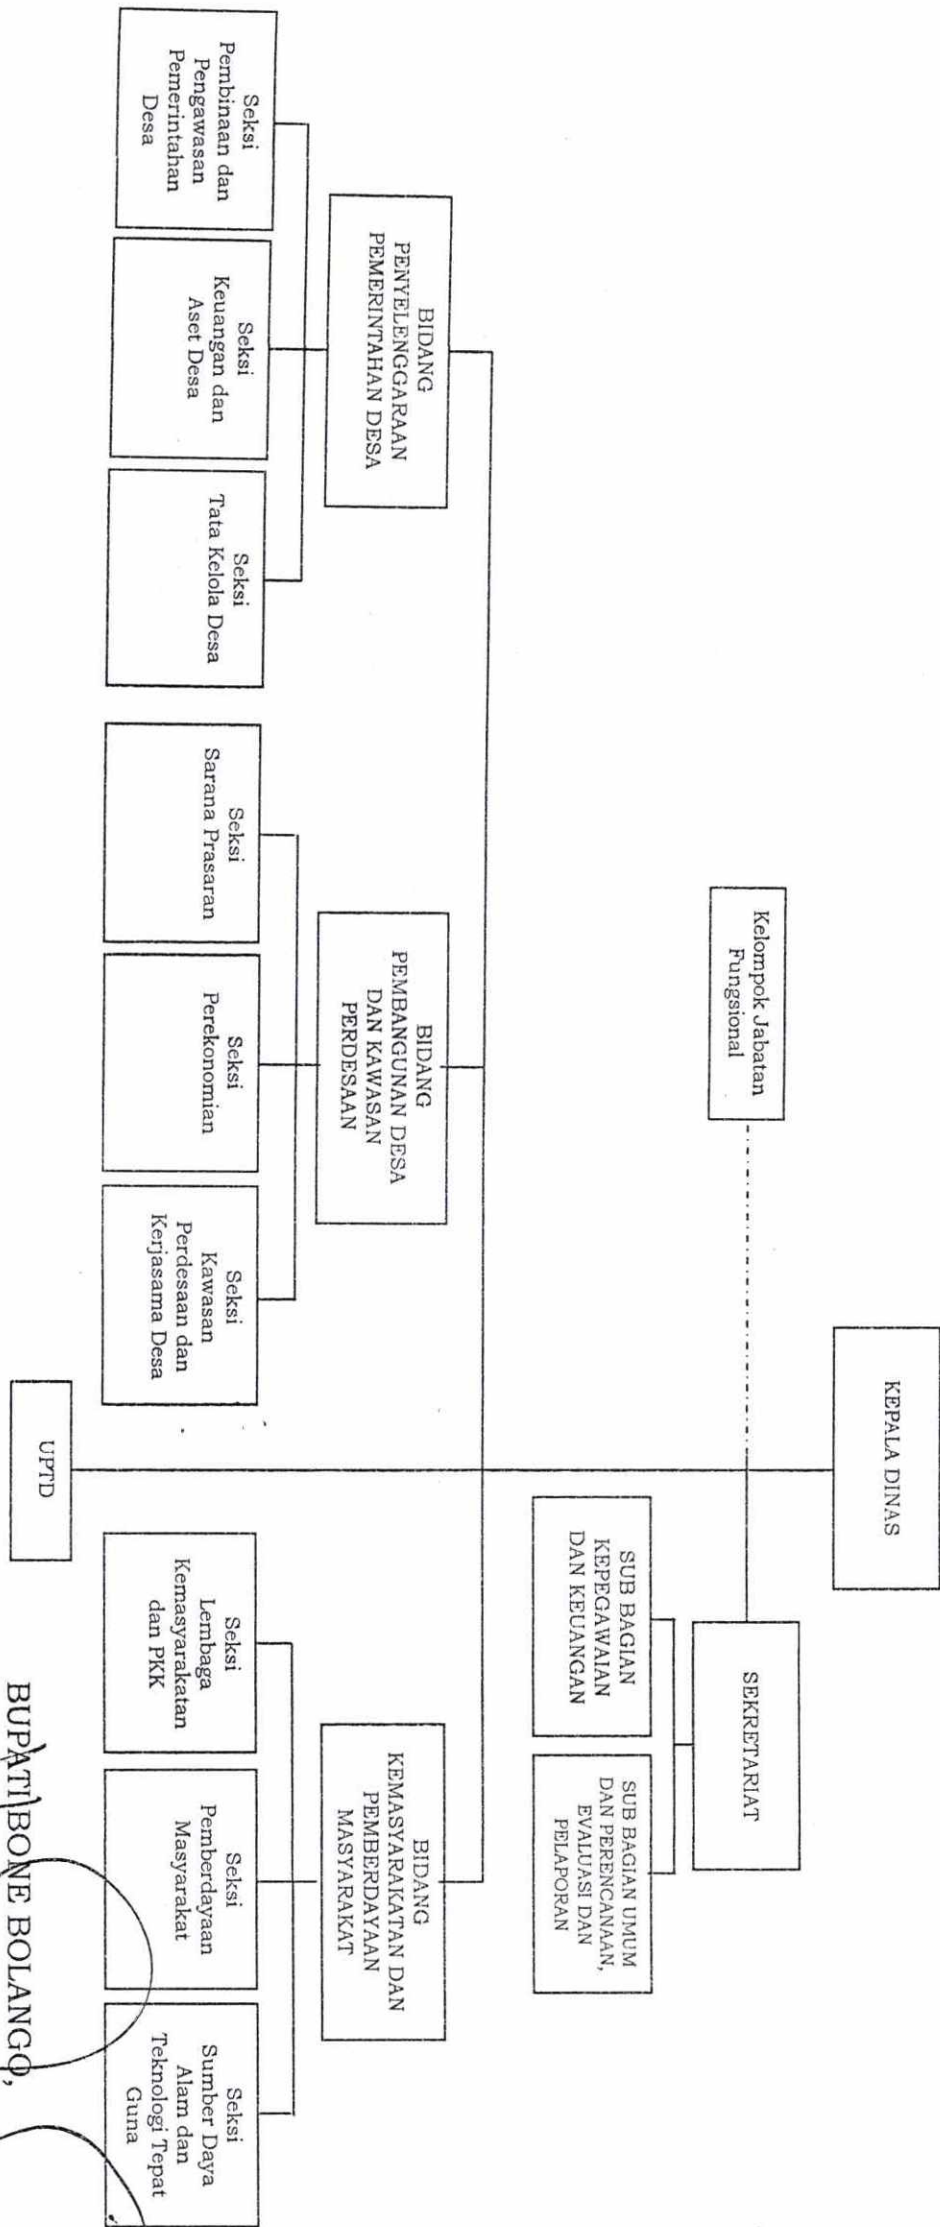 KEPALA DINAS
Kelompok Jabatan
Fungsional
SEKRETARIAT
SUB BAGIAN
KEPEGAWAIAN
DAN KEUANGAN
SUB BAGIAN UMUM
DAN PERENCANAAN,
EVALUASI DAN
PELAPORAN
BIDANG
PENYELENGGARAAN
PEMERINTAHAN DESA
BIDANG
PEMBANGUNAN DESA
DAN KAWASAN
PERDESAAN
BIDANG
KEMASYARAKATAN DAN
PEMBERDAYAAN
MASYARAKAT
Seksi
Pembinaan dan
Pengawasan
Pemerintahan
Desa
Seksi
Keuangan dan
Aset Desa
Seksi
Tata Kelola Desa
Seksi
Sarana Prasaran
Seksi
Perekonomian
Seksi
Kawasan
Perdesaan dan
Kerjasama Desa
Seksi
Lembaga
Kemasyarakatan
dan PKK
Seksi
Pemberdayaan
Masyarakat
Seksi
Sumber Daya
Alam dan
Teknologi Tepat
Guna
UPTD
BUPATI BONE BOLANGO,